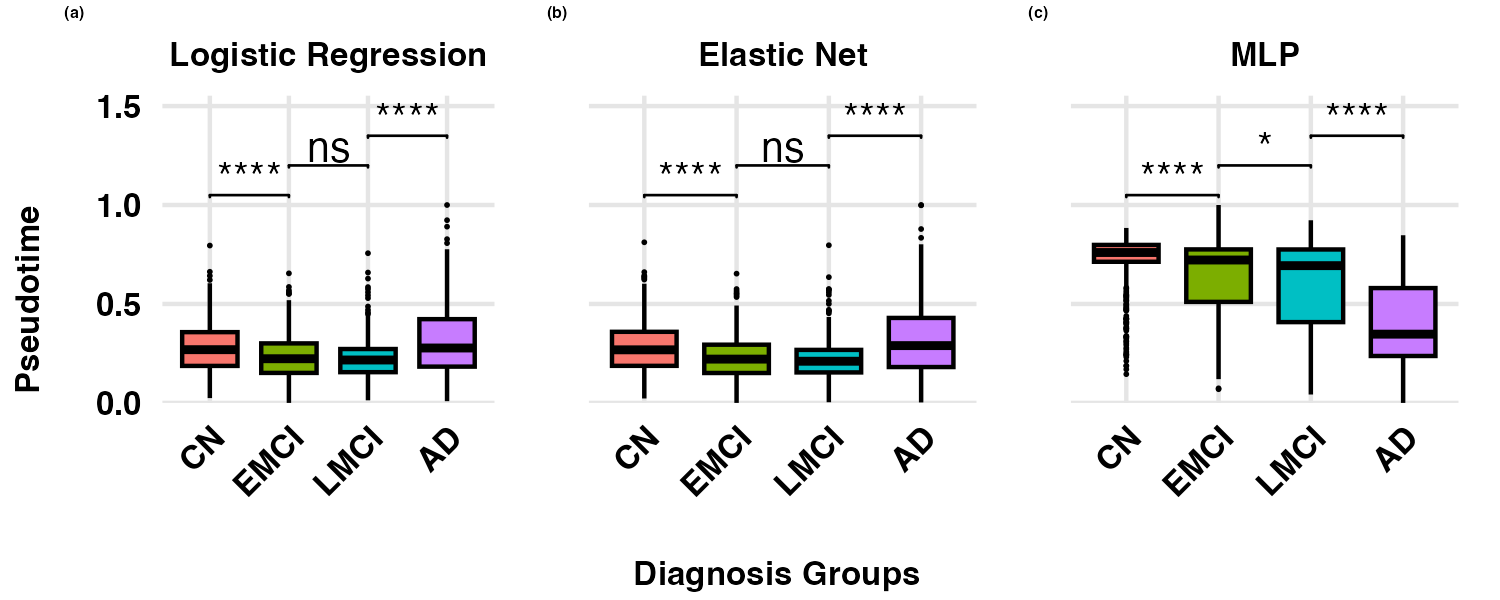 (a)
(b)
(c)
Logistic Regression
Elastic Net
MLP
Pseudotime
1.5
1.0
0.5
0.0
****
ns
****
****
ns
****
****
*
****
CN
EMCI
LMCI
AD
CN
EMCI
LMCI
AD
CN
EMCI
LMCI
AD
Diagnosis Groups